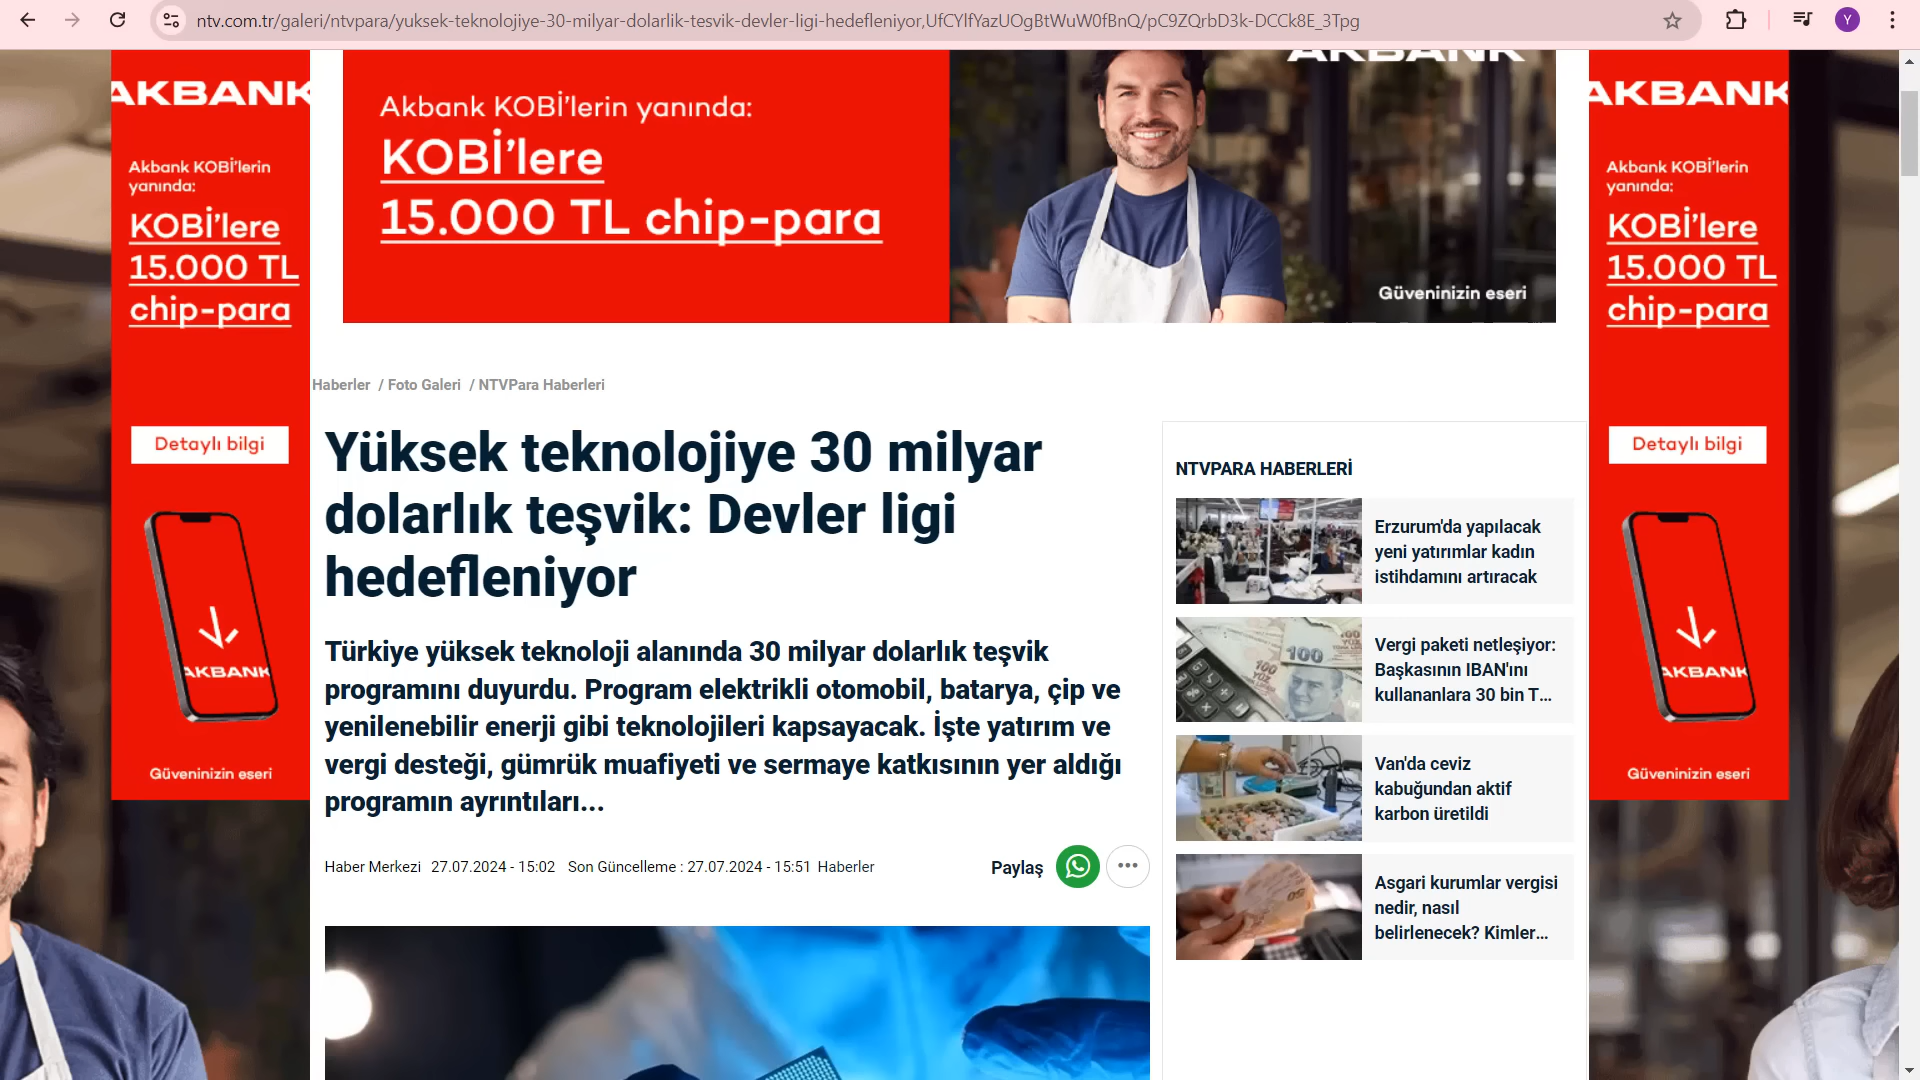 ntv.com.tr/galeri/ntvpara/yuksek-teknolojiye-30-milyar-dolarlik-tesvik-devler-ligi-hedefleniyor,UfCYlfYazUOgBtWuW0fBnQ/pC9ZQrbD3k-DCCk8E_3Tpg
Y
AKBANK
Akbank KOBİ'lerin
yanında:
KOBİ'lere
15.000 TL
chip-para
Detaylı bilgi
AKBANK
Güveninizin eseri
AKBANK
Akbank KOBİ'lerin yanında:
KOBİ'lere
15.000 TL chip-para
Güveninizin eseri
Haberler / Foto Galeri / NTVPara Haberleri
Yüksek teknolojiye 30 milyar
dolarlık teşvik: Devler ligi
hedefleniyor
Türkiye yüksek teknoloji alanında 30 milyar dolarlık teşvik
programını duyurdu. Program elektrikli otomobil, batarya, çip ve
yenilenebilir enerji gibi teknolojileri kapsayacak. İşte yatırım ve
vergi desteği, gümrük muafiyeti ve sermaye katkısının yer aldığı
programın ayrıntıları...
Haber Merkezi 27.07.2024 - 15:02 Son Güncelleme : 27.07.2024 - 15:51 Haberler
Paylaş
NTVPARA HABERLERİ
Erzurum'da yapılacak
yeni yatırımlar kadın
istihdamını artıracak
100
100
YÜZ
Vergi paketi netleşiyor:
Başkasının IBAN'ını
kullananlara 30 bin T...
Van'da ceviz
kabuğundan aktif
karbon üretildi
50
Asgari kurumlar vergisi
nedir, nasıl
belirlenecek? Kimler...
AKBANK
Akbank KOBİ'lerin
yanında:
KOBİ'lere
15.000 TL
chip-para
Detaylı bilgi
AKBANK
Güveninizin eseri